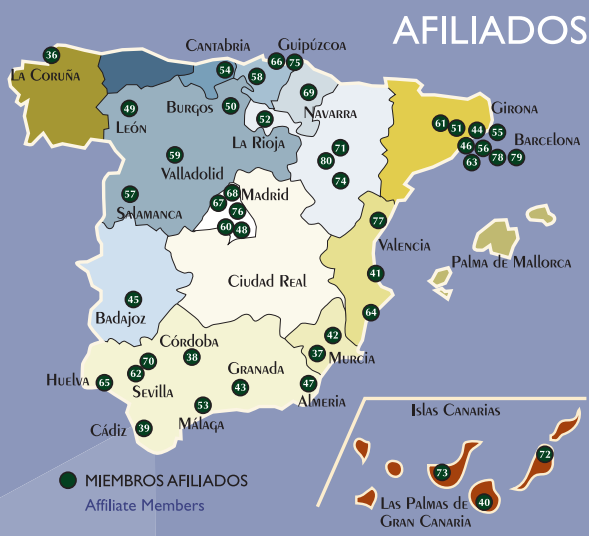 AFILIADOS
36
Cantabria
Guipúzcoa
66
75
54
58
La Coruña
69
Navarra
49
León
Burgos
50
52
La Rioja
Girona
61
51
44
55
Barcelona
46
56
63
78
79
59
Valladolid
71
80
74
57
Salamanca
68
Madrid
67
76
60
48
77
Valencia
Palma de Mallorca
Ciudad Real
41
45
Badajoz
64
42
Murcia
37
Córdoba
38
70
62
Sevilla
Granada
43
Huelva
65
47
Almeria
53
Málaga
Cádiz
39
Islas Canarias
72
73
40
Las Palmas de
Gran Canaria
MIEMBROS AFILIADOS
Affiliate Members